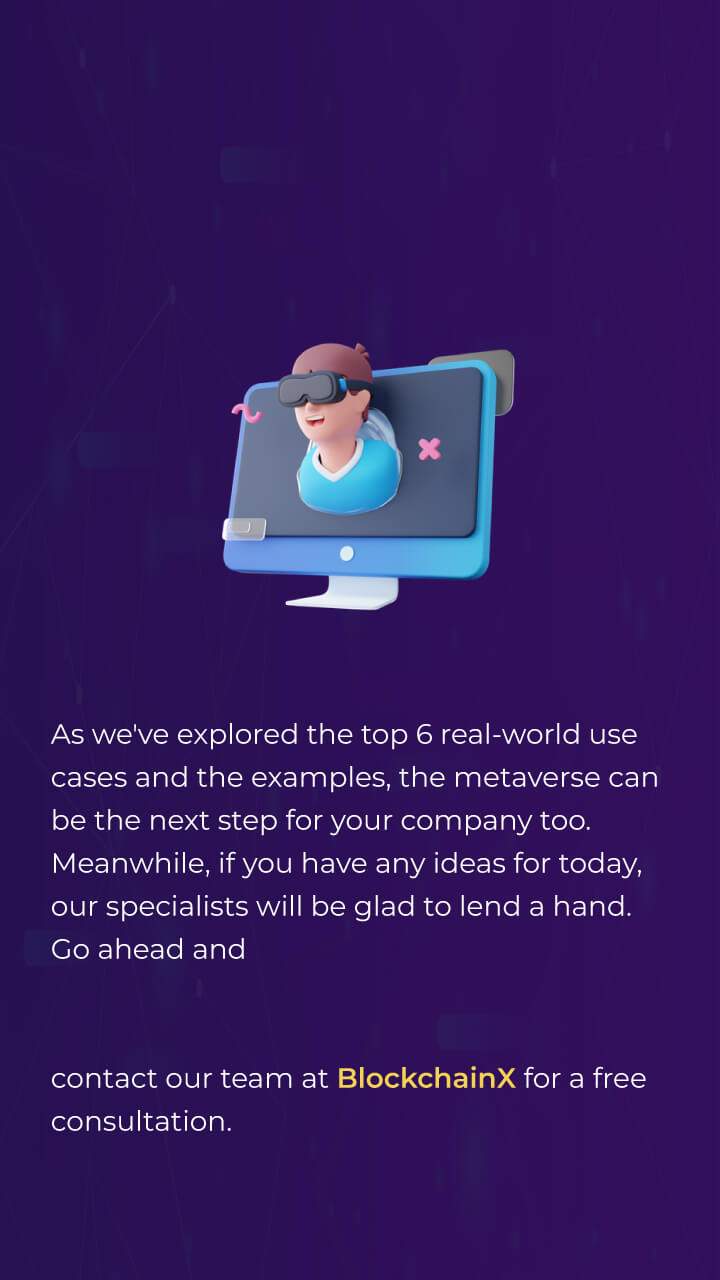 As we've explored the top 6 real-world use
cases and the examples, the metaverse can
be the next step for your company too.
Meanwhile, if you have any ideas for today,
our specialists will be glad to lend a hand.
Go ahead and
contact our team at BlockchainX for a free
consultation.